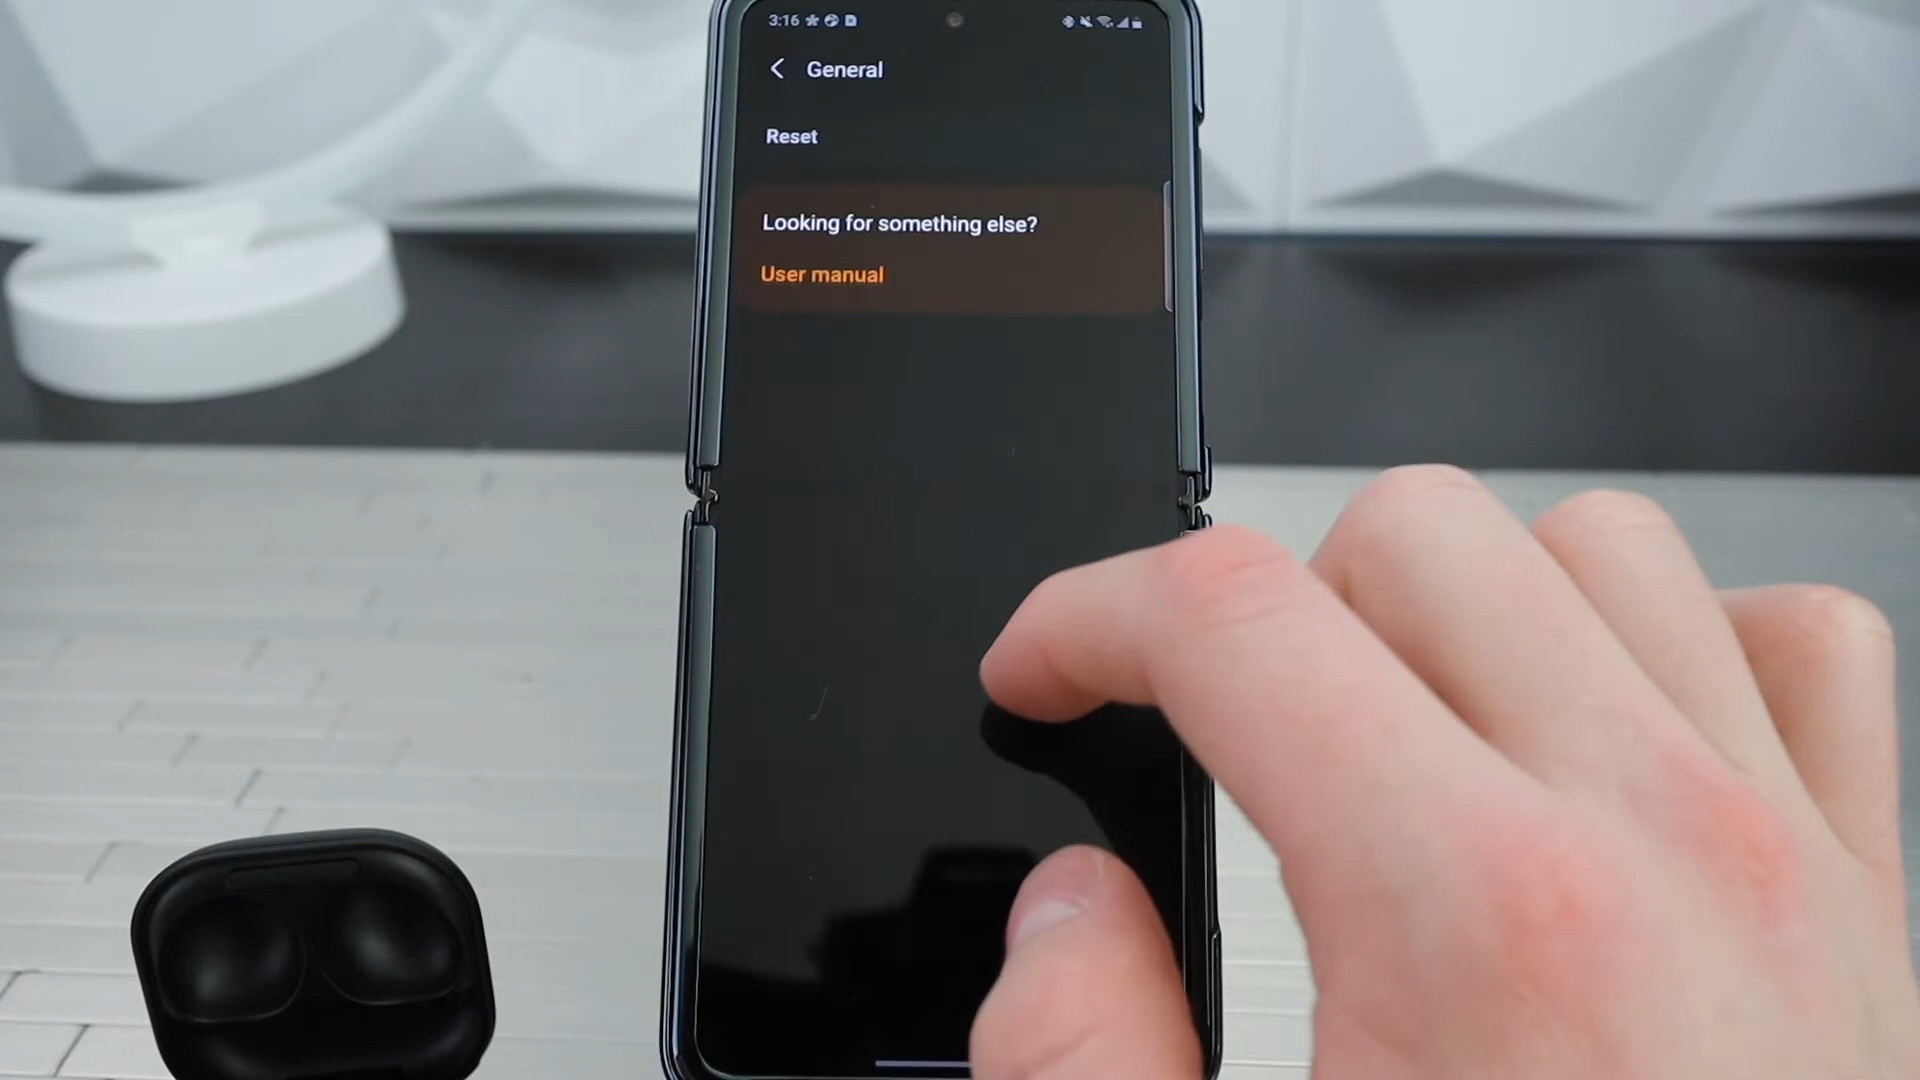 3:16
General
Reset
Looking for something else?
User manual